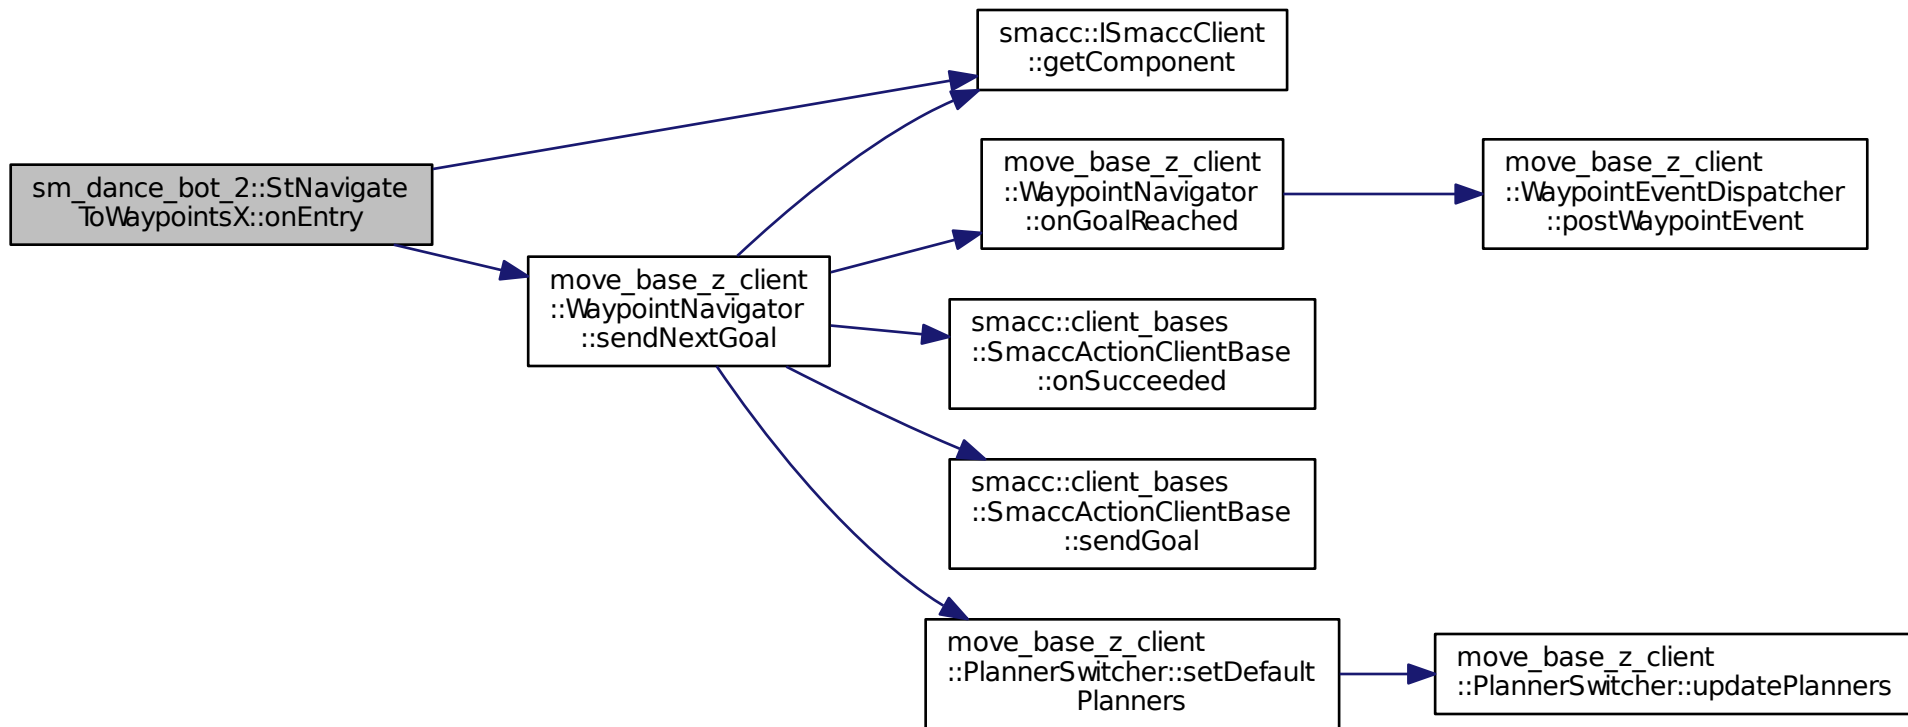 smacc::ISmaccClient
::getComponent
sm_dance_bot_2::StNavigate
ToWaypointsX::onEntry
move_base_z_client
::WaypointNavigator
::onGoalReached
move_base_z_client
::WaypointEventDispatcher
::postWaypointEvent
move_base_z_client
::WaypointNavigator
::sendNextGoal
smacc::client_bases
::SmaccActionClientBase
::onSucceeded
smacc::client_bases
::SmaccActionClientBase
::sendGoal
move_base_z_client
::PlannerSwitcher::setDefault
Planners
move_base_z_client
::PlannerSwitcher::updatePlanners